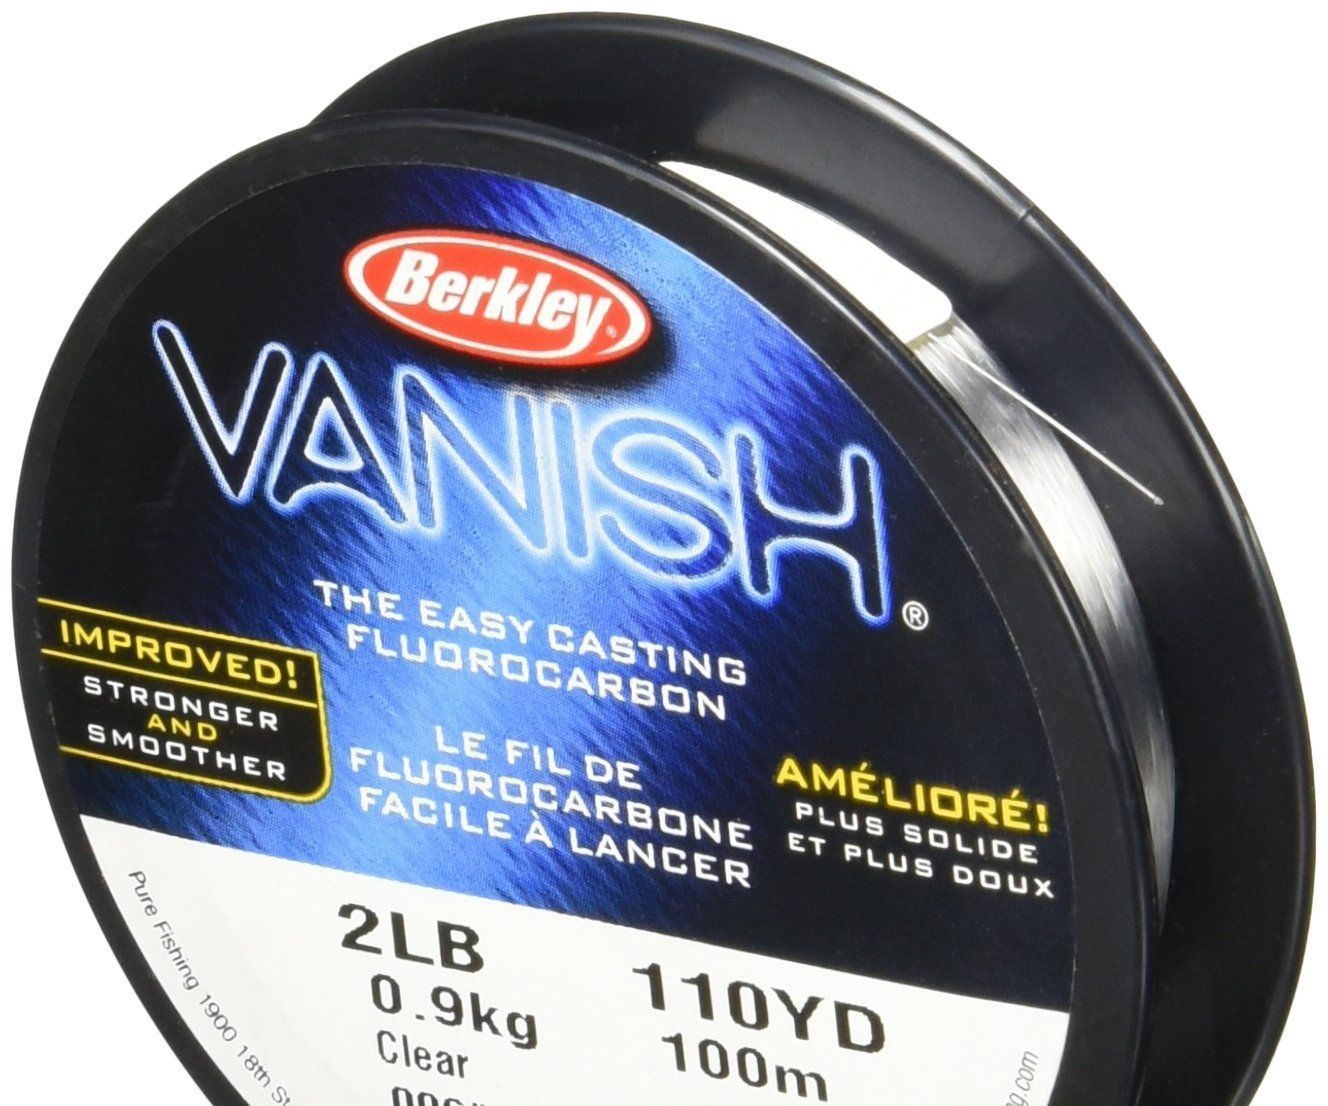 Berkley
VANISH®
THE EASY CASTING
FLUOROCARBON
IMPROVED!
STRONGER
AND
SMOOTHER
LE FIL DE
FLUOROCARBONE
FACILE À LANCER
AMÉLIORÉ!
PLUS SOLIDE
ET PLUS DOUX
2LB
0.9kg
Clear
110YD
100m
Pure Fishing 1900 18th